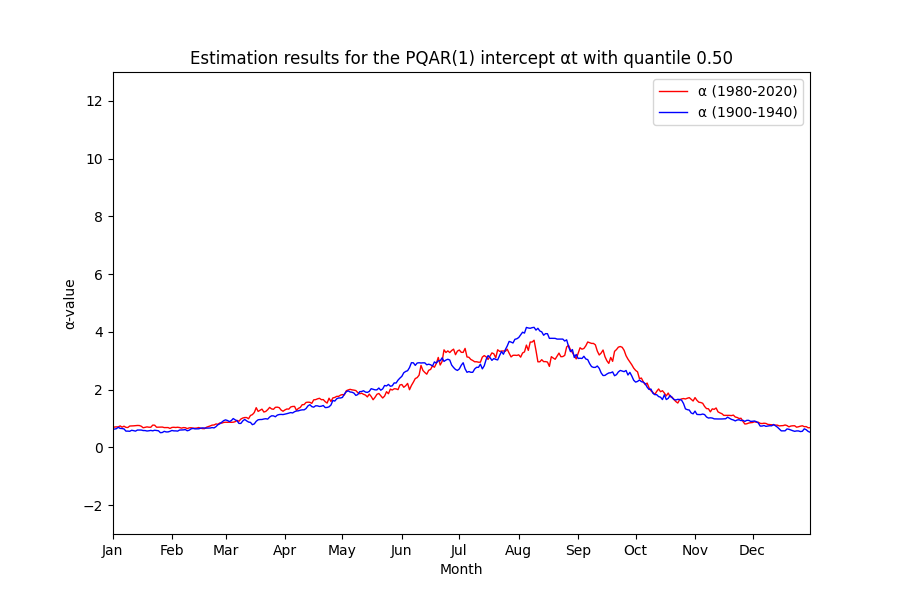 Estimation results for the PQAR(1) intercept αt with quantile 0.50
α (1980-2020)
α (1900-1940)
12
10
8
6
4
2
0
−2
α-value
Jan Feb Mar Apr May Jun Jul Aug Sep Oct Nov Dec
Month